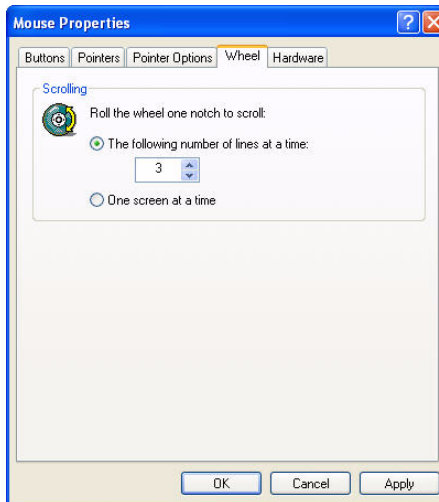 Mouse Properties
Buttons Pointers Pointer Options Wheel Hardware
Scrolling
Roll the wheel one notch to scroll:
The following number of lines at a time:
3
One screen at a time
OK Cancel Apply